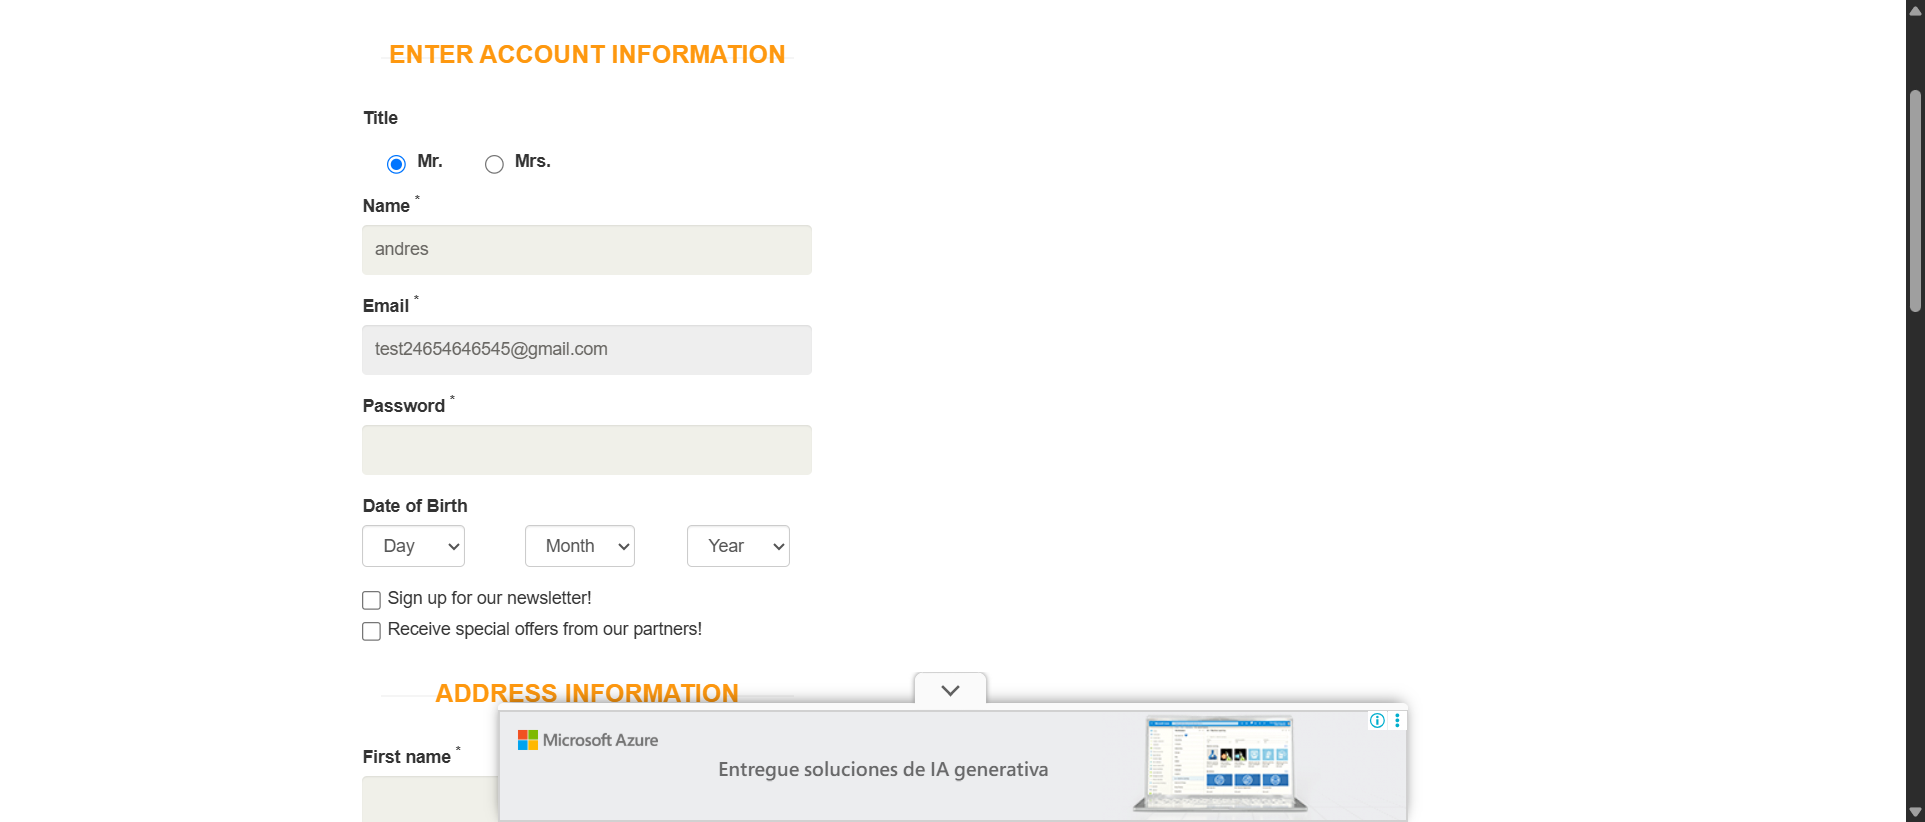 ENTER ACCOUNT INFORMATION
Title
Mr. Mrs.
Name *
andres
Email *
test24654646545@gmail.com
Password *
Date of Birth
Day Month Year
Sign up for our newsletter!
Receive special offers from our partners!
ADDRESS INFORMATION
First name *
Microsoft Azure
Entregue soluciones de IA generativa